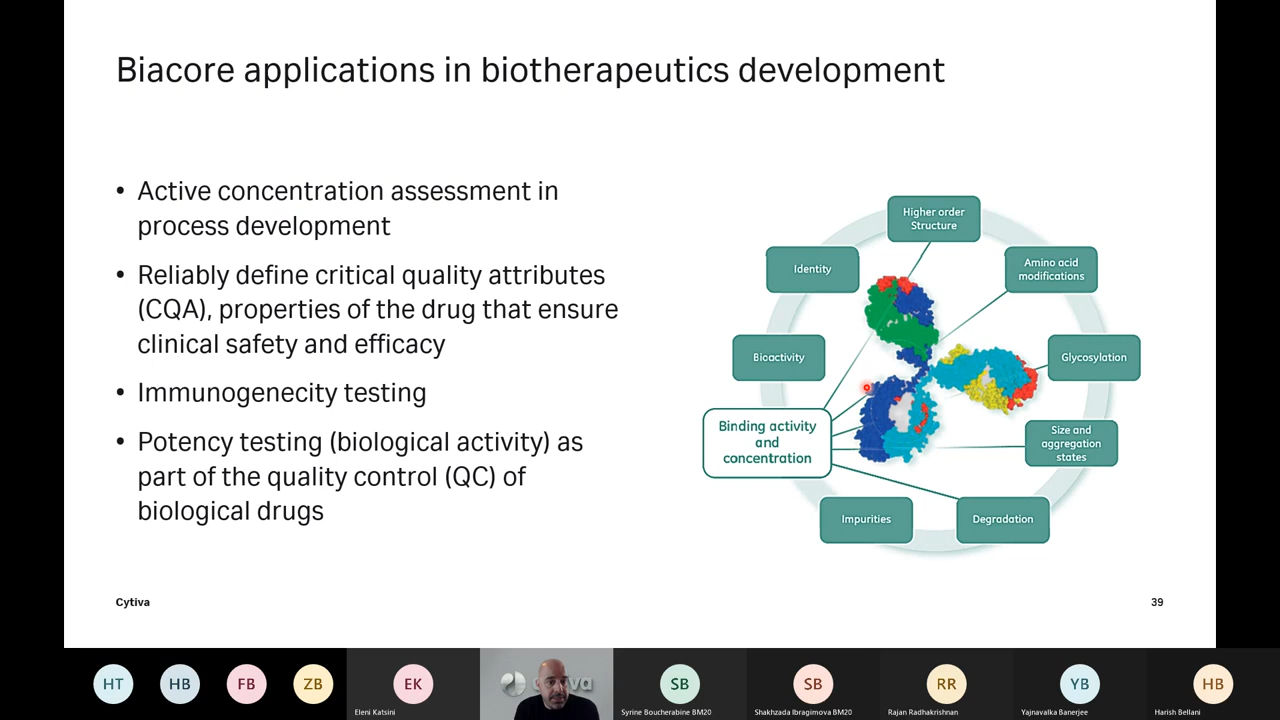 Biacore applications in biotherapeutics development
• Active concentration assessment in
process development
• Reliably define critical quality attributes
(CQA), properties of the drug that ensure
clinical safety and efficacy
• Immunogenecity testing
• Potency testing (biological activity) as
part of the quality control (QC) of
biological drugs
Higher order
Structure
Identity
Amino acid
modifications
Bioactivity
Glycosylation
Binding activity
and
concentration
Size and
aggregation
states
Impurities
Degradation
Cytiva
39
HT
HB
FB
ZB
EK
SB
SB
RR
YB
HB
Eleni Katsini
Syrine Boucherabine BM20
Shakhzada Ibragimova BM20
Rajan Radhakrishnan
Yajnavalka Banerjee
Harish Bellani